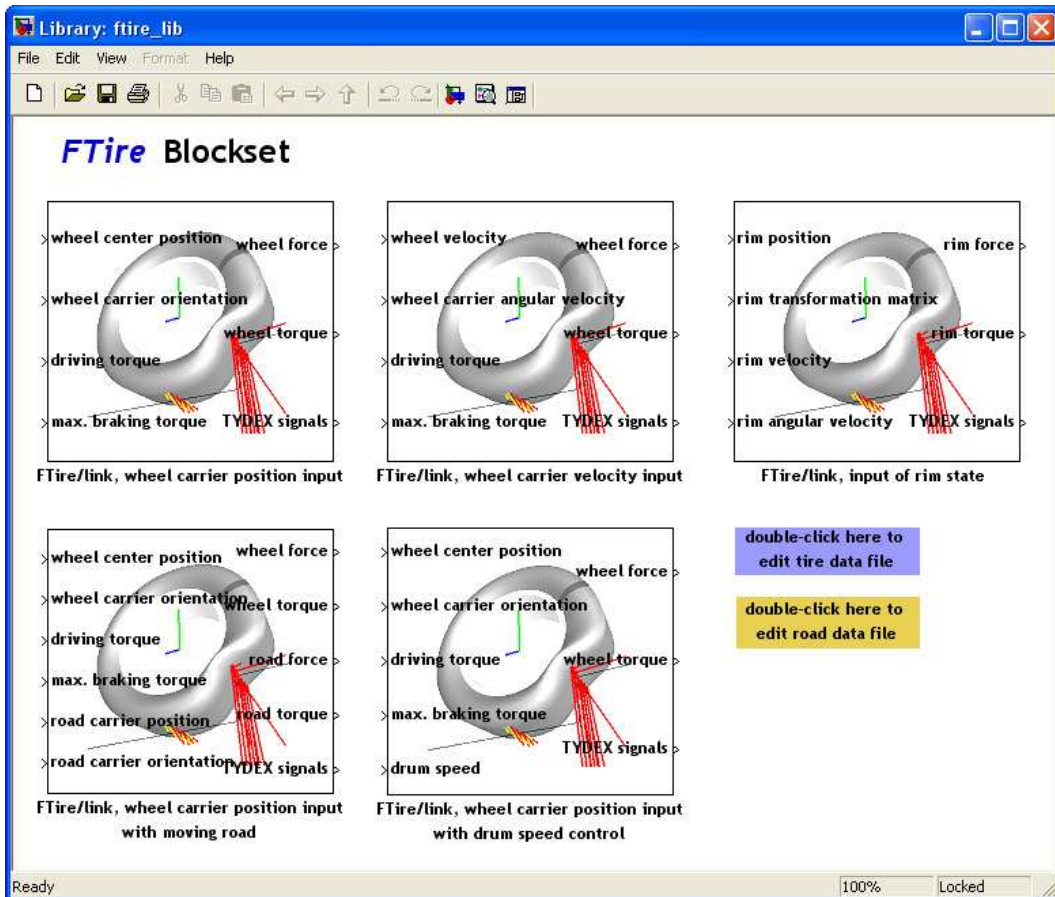 Library: ftire_lib
File Edit View Format Help
FTire Blockset
wheel center position
wheel force
wheel carrier orientation
wheel torque
driving torque
max. braking torque
TYDEX signals
FTire/link, wheel carrier position input
wheel velocity
wheel force
wheel carrier angular velocity
wheel torque
driving torque
max. braking torque
TYDEX signals
FTire/link, wheel carrier velocity input
rim position
rim force
rim transformation matrix
rim torque
rim velocity
rim angular velocity
TYDEX signals
FTire/link, input of rim state
wheel center position
wheel force
wheel carrier orientation
wheel torque
driving torque
road force
max. braking torque
road carrier position
road torque
road carrier orientation
TYDEX signals
FTire/link, wheel carrier position input
with moving road
wheel center position
wheel force
wheel carrier orientation
driving torque
wheel torque
max. braking torque
TYDEX signals
drum speed
FTire/link, wheel carrier position input
with drum speed control
double-click here to
edit tire data file
double-click here to
edit road data file
Ready 100% Locked